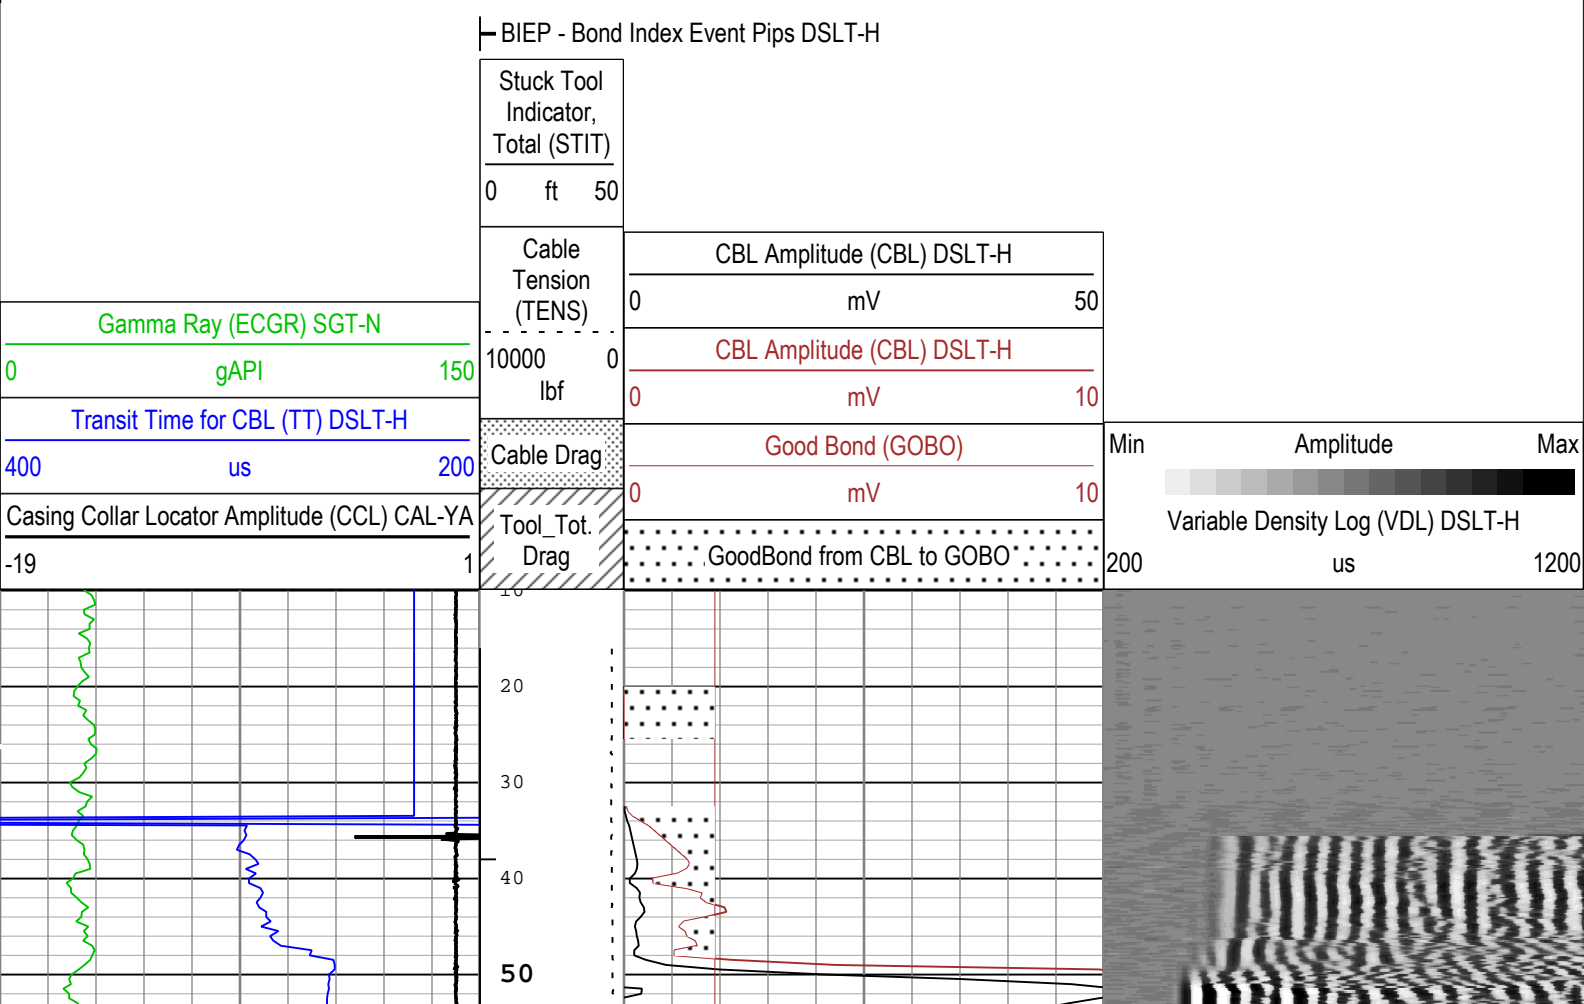 BIEP - Bond Index Event Pips DSLT-H
Stuck Tool
Indicator,
Total (STIT)
0 ft 50
Cable
Tension
(TENS)
10000 0
lbf
Cable Drag
Tool_Tot.
Drag
CBL Amplitude (CBL) DSLT-H
0 mV 50
CBL Amplitude (CBL) DSLT-H
0 mV 10
Good Bond (GOBO)
0 mV 10
GoodBond from CBL to GOBO
Gamma Ray (ECGR) SGT-N
0 gAPI 150
Transit Time for CBL (TT) DSLT-H
400 us 200
Casing Collar Locator Amplitude (CCL) CAL-YA
-19 1
Min Amplitude Max
Variable Density Log (VDL) DSLT-H
200 us 1200
10
20
30
40
50